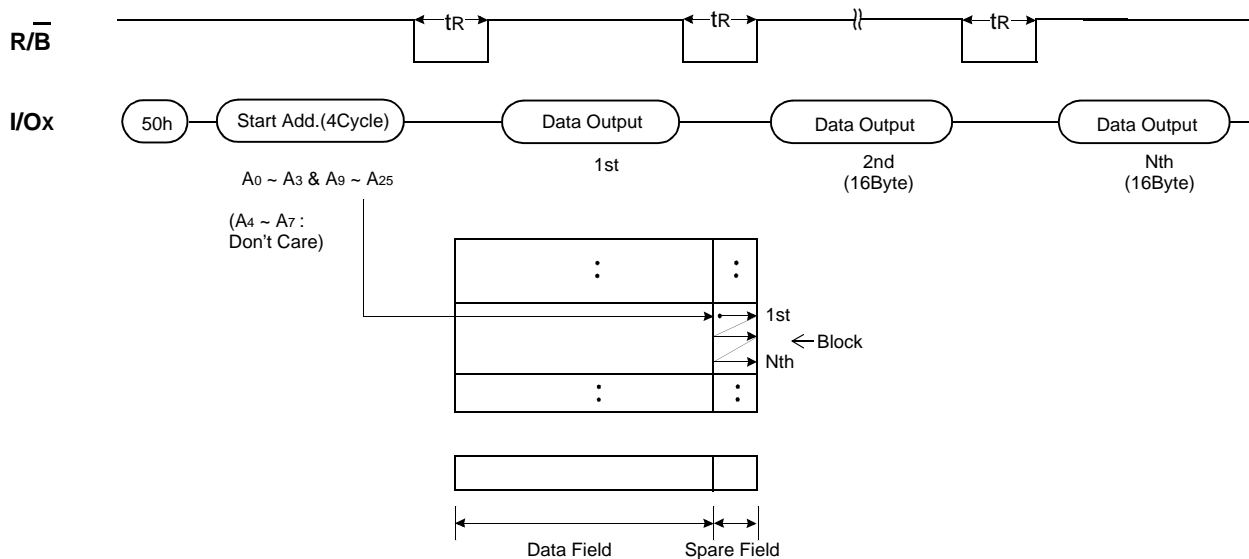 R/B
tR
tR
tR
I/Ox
50h
Start Add.(4Cycle)
Data Output
Data Output
Data Output
1st
2nd
(16Byte)
Nth
(16Byte)
A0 ~ A3 & A9 ~ A25
(A4 ~ A7 :
Don't Care)
1st
Block
Nth
Data Field
Spare Field